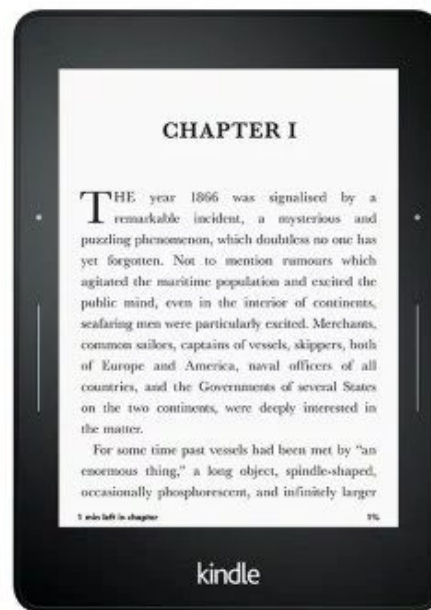 CHAPTER I
THE year 1866 was signalised by a
remarkable incident, a mysterious and
puzzling phenomenon, which doubtless no one has
yet forgotten. Not to mention rumours which
agitated the maritime population and excited the
public mind, even in the interior of continents,
seafaring men were particularly excited. Merchants,
common sailors, captains of vessels, skippers, both
of Europe and America, naval officers of all
countries, and the Governments of several States
on the two continents, were deeply interested in
the matter.
For some time past vessels had been met by “an
enormous thing,” a long object, spindle-shaped,
occasionally phosphorescent, and infinitely larger
1 min left in chapter 1%
kindle